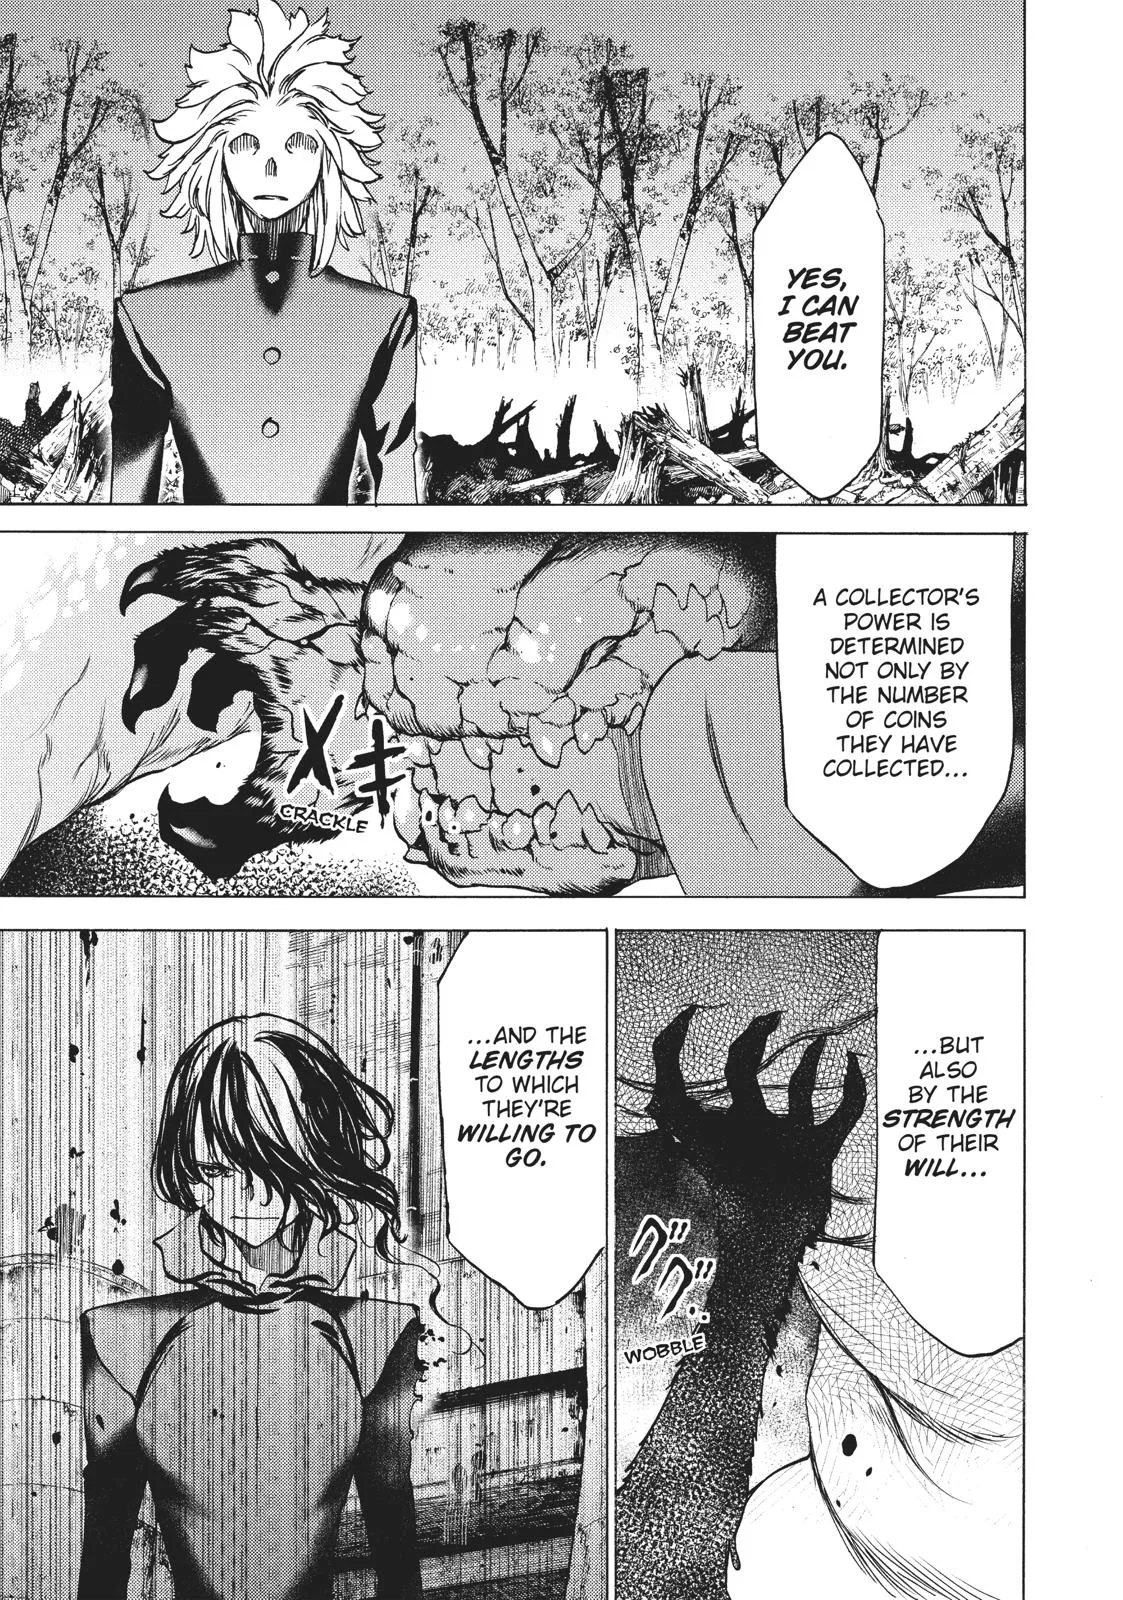 YES,
I CAN
BEAT
YOU.
A COLLECTOR'S
POWER IS
DETERMINED
NOT ONLY BY
THE NUMBER
OF COINS
THEY HAVE
COLLECTED...
メキ
CRACKLE
...BUT
ALSO
BY THE
STRENGTH
OF THEIR
WILL...
グッ
グッ..
WOBBLE
...AND THE
LENGTHS
TO WHICH
THEY'RE
WILLING TO
GO.